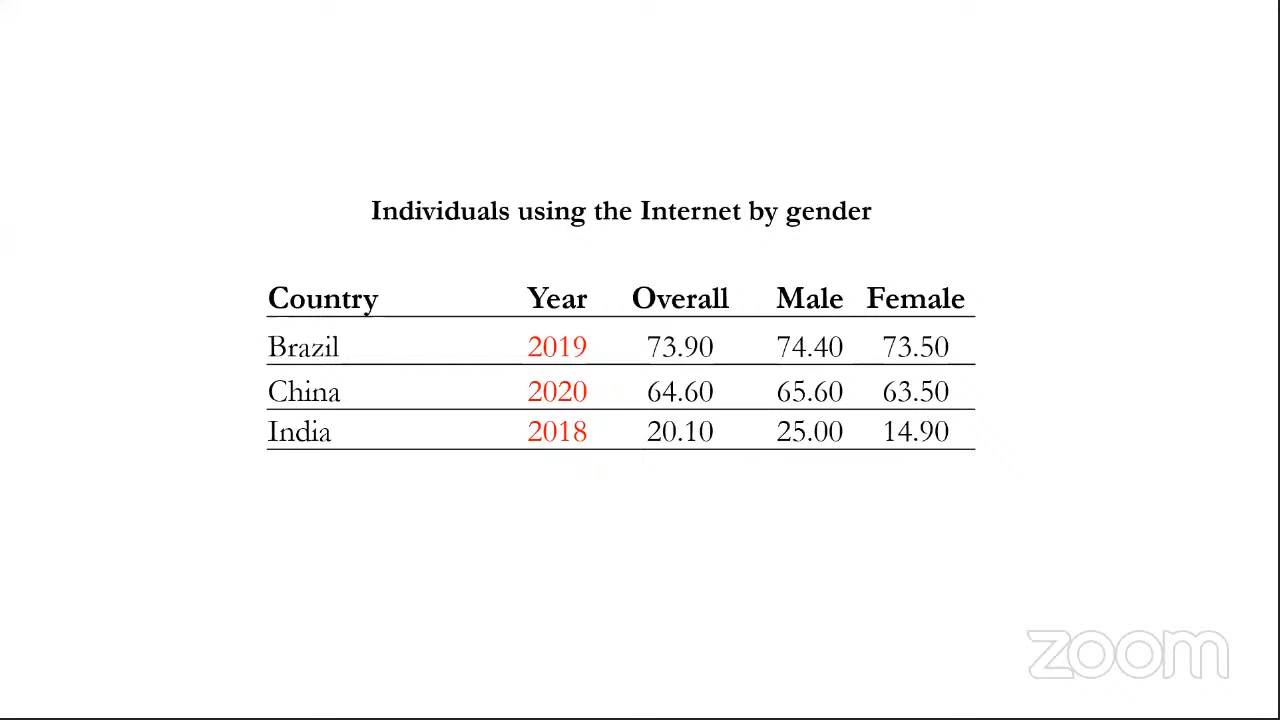 Individuals using the Internet by gender
Country Year Overall Male Female
Brazil 2019 73.90 74.40 73.50
China 2020 64.60 65.60 63.50
India 2018 20.10 25.00 14.90
zoom